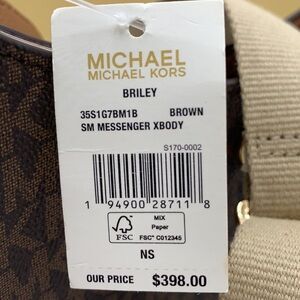 MICHAEL
MICHAEL KORS
BRILEY
35S1G7BM1B BROWN
SM MESSENGER XBODY
S170-0002
1 94900 28711 8
FSC
MIX
Paper
FSC® C012345
NS
OUR PRICE $398.00